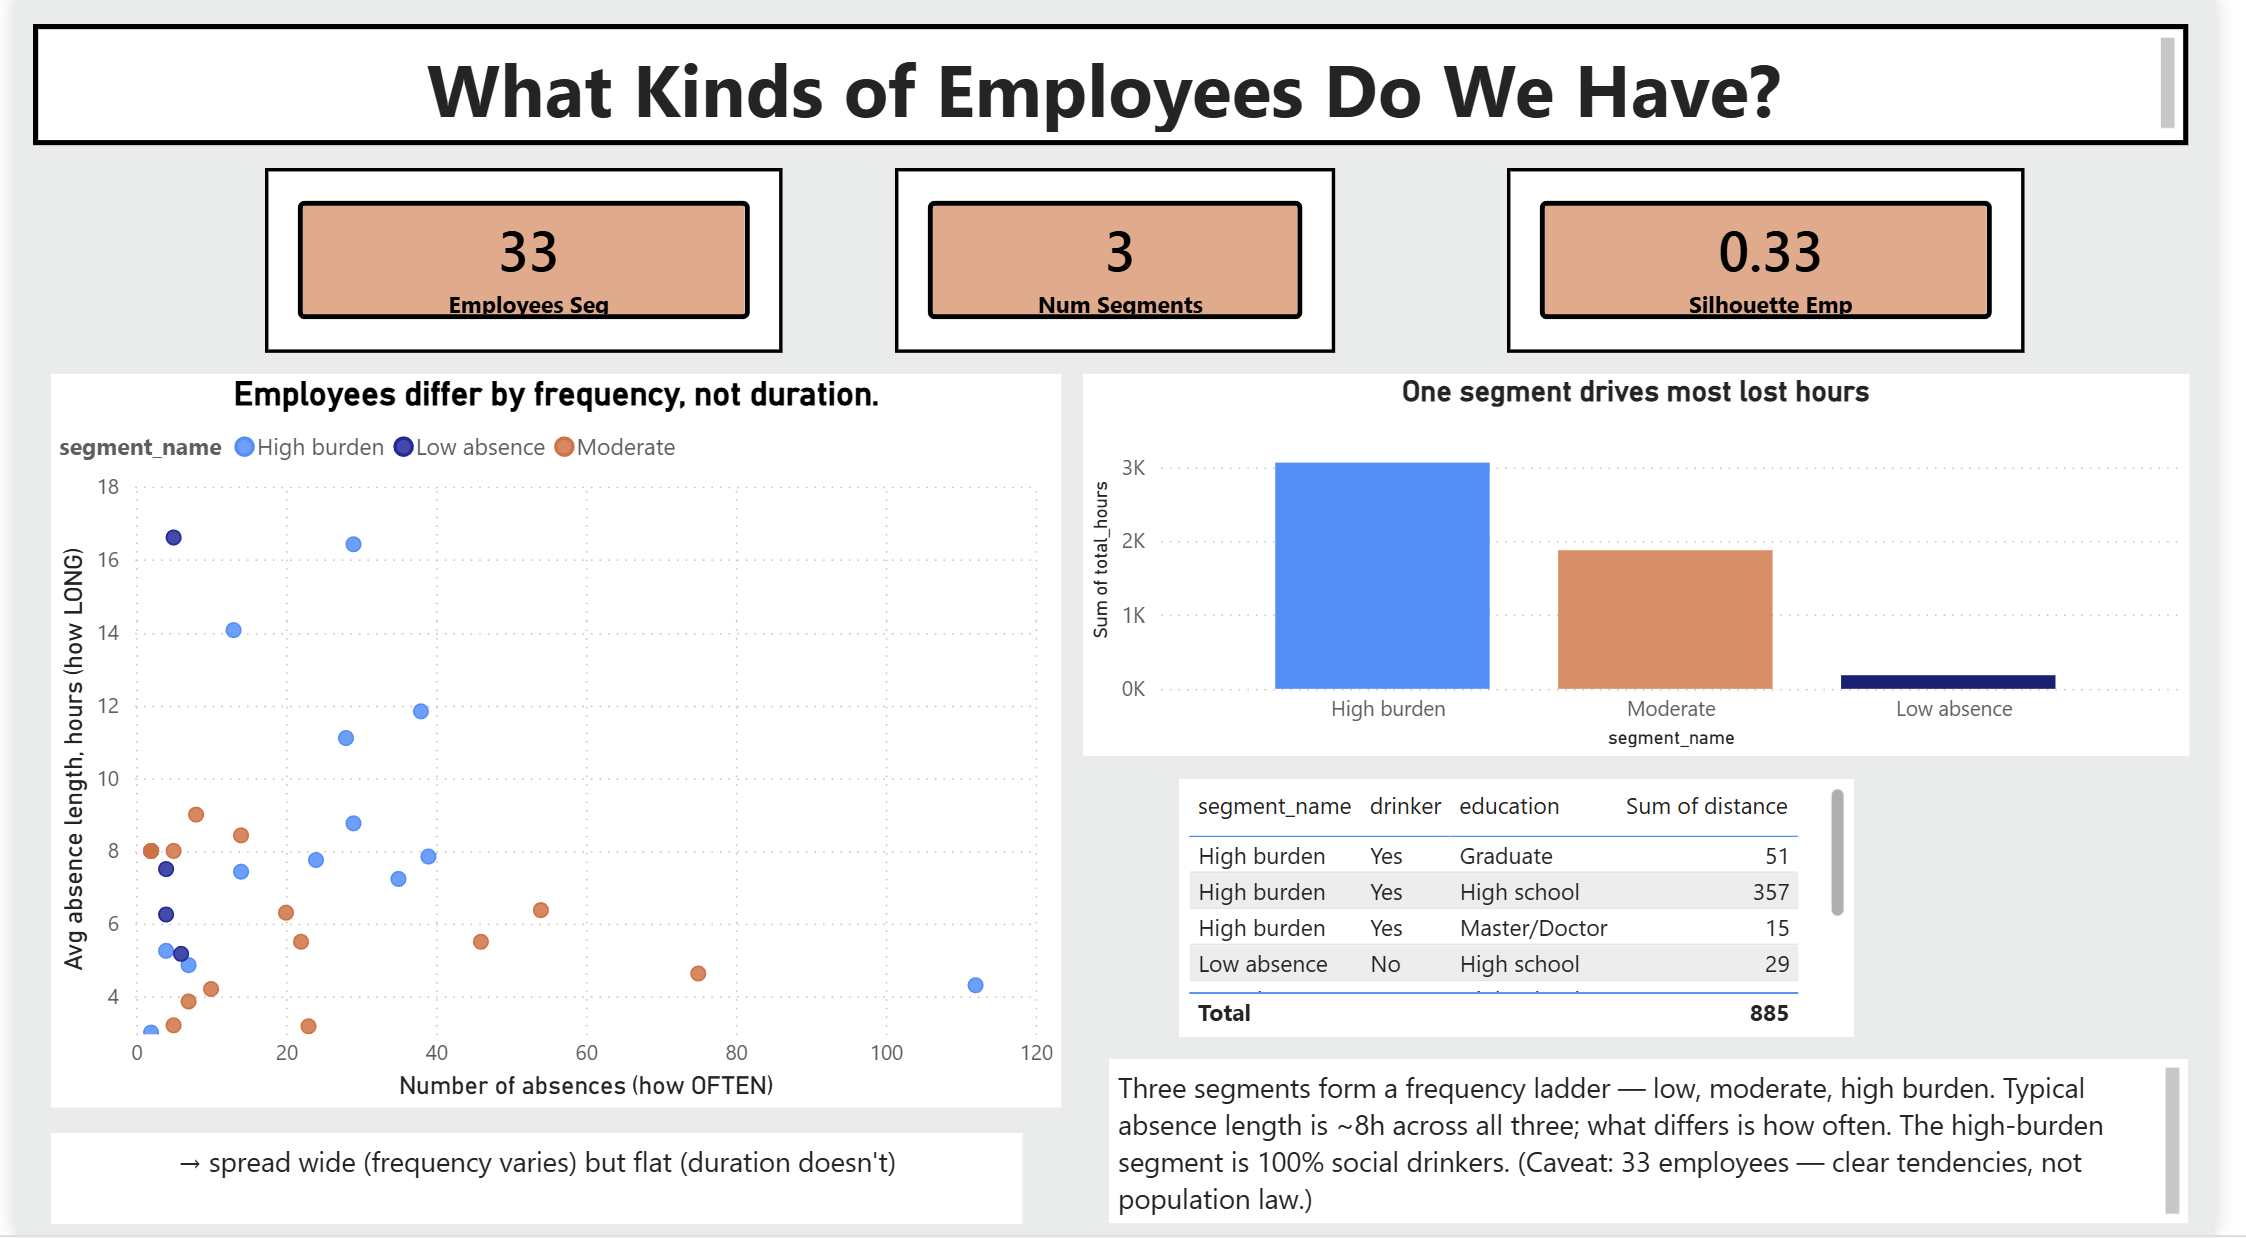 What Kinds of Employees Do We Have?
33
Employees Seg
3
Num Segments
0.33
Silhouette Emp
Employees differ by frequency, not duration.
segment_name High burden Low absence Moderate
Avg absence length, hours (how LONG)
18
16
14
12
10
8
6
4
0 20 40 60 80 100 120
Number of absences (how OFTEN)
→ spread wide (frequency varies) but flat (duration doesn't)
One segment drives most lost hours
Sum of total_hours
3K
2K
1K
0K
High burden Moderate Low absence
segment_name
segment_name drinker education Sum of distance
High burden Yes Graduate 51
High burden Yes High school 357
High burden Yes Master/Doctor 15
Low absence No High school 29
Total 885
Three segments form a frequency ladder — low, moderate, high burden. Typical
absence length is ~8h across all three; what differs is how often. The high-burden
segment is 100% social drinkers. (Caveat: 33 employees — clear tendencies, not
population law.)